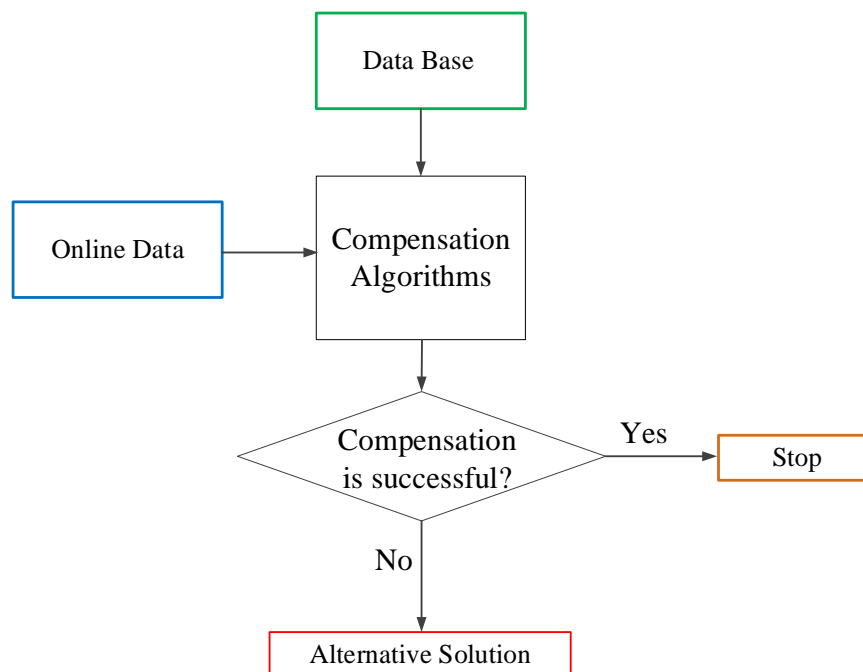 Data Base
Online Data
Compensation
Algorithms
Compensation
is successful?
Yes
Stop
No
Alternative Solution